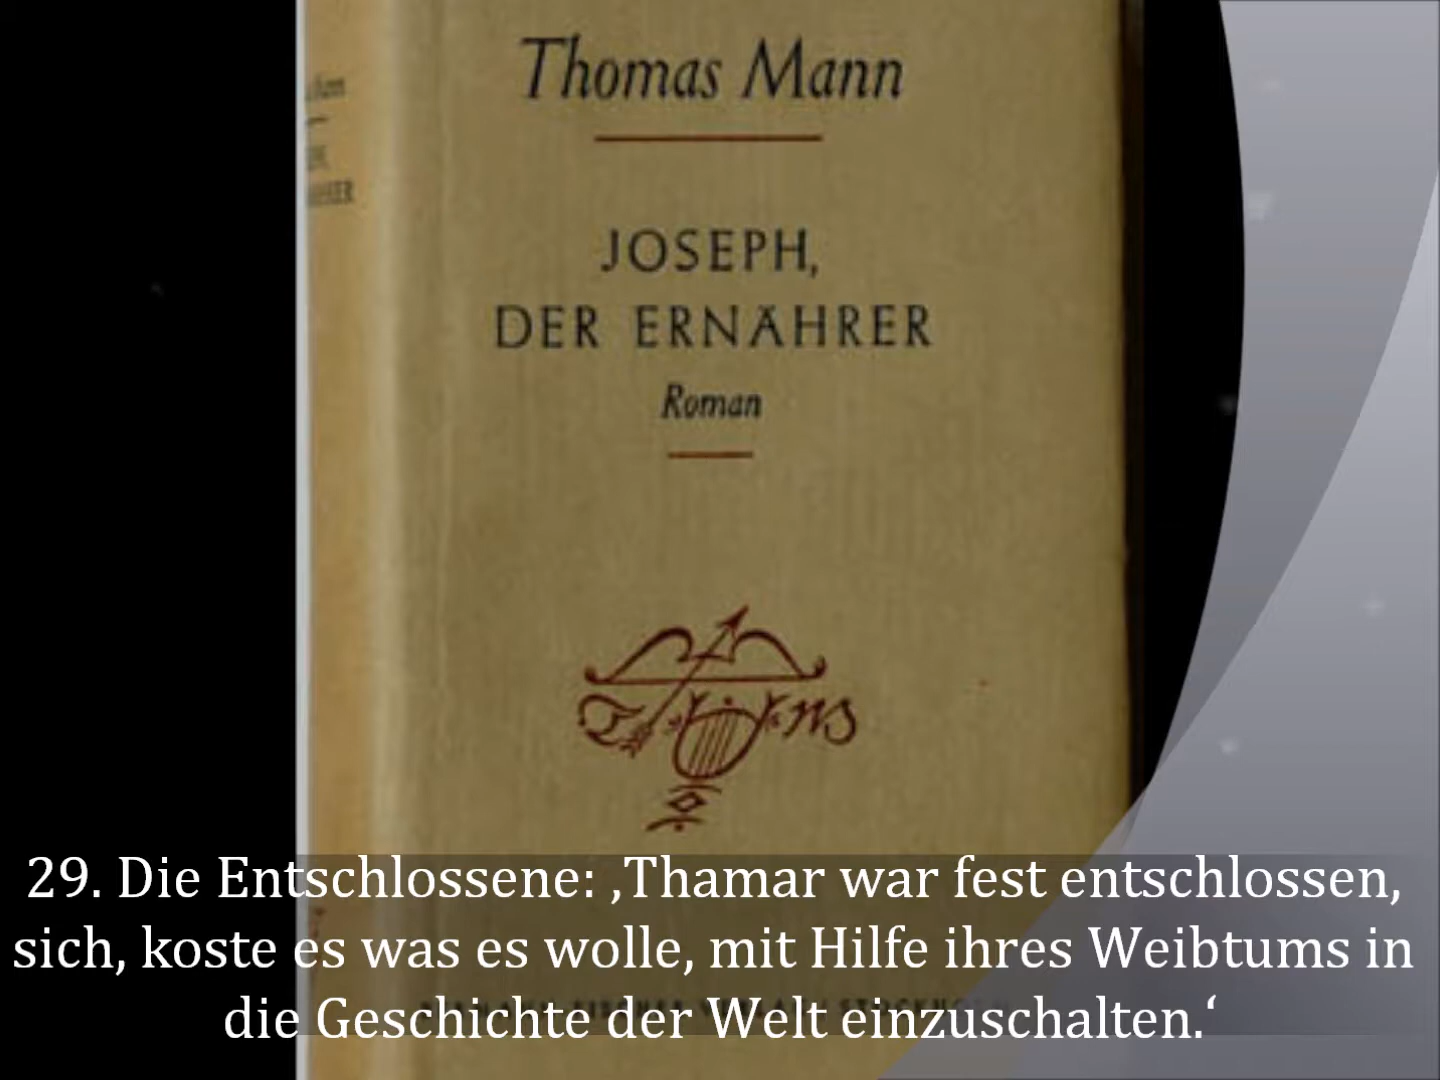 Thomas Mann
JOSEPH,
DER ERNÄHRER
Roman
29. Die Entschlossene: ‚Thamar war fest entschlossen,
sich, koste es was es wolle, mit Hilfe ihres Weibtums in
die Geschichte der Welt einzuschalten.‘